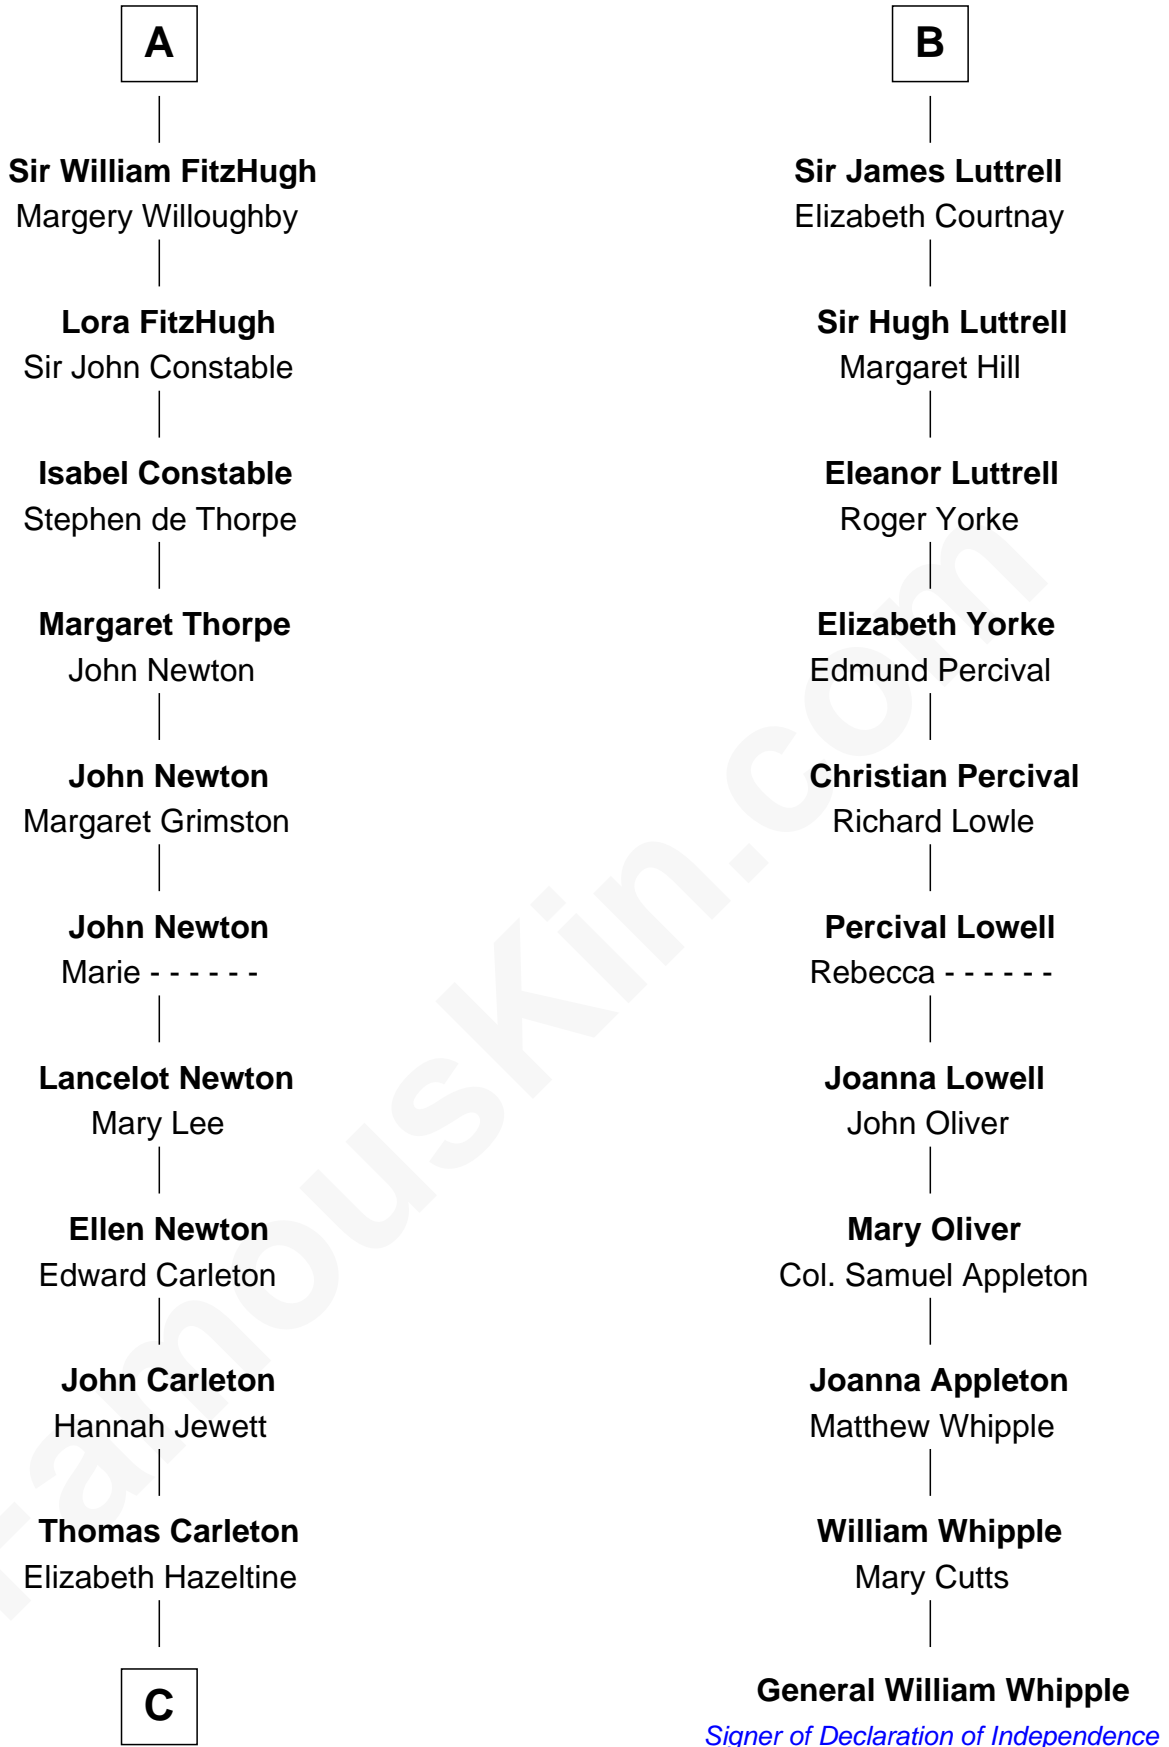 A
Sir William FitzHugh
Margery Willoughby
Lora FitzHugh
Sir John Constable
Isabel Constable
Stephen de Thorpe
Margaret Thorpe
John Newton
John Newton
Margaret Grimston
John Newton
Marie - - - - - -
Lancelot Newton
Mary Lee
Ellen Newton
Edward Carleton
John Carleton
Hannah Jewett
Thomas Carleton
Elizabeth Hazeltine
C
B
Sir James Luttrell
Elizabeth Courtnay
Sir Hugh Luttrell
Margaret Hill
Eleanor Luttrell
Roger Yorke
Elizabeth Yorke
Edmund Percival
Christian Percival
Richard Lowle
Percival Lowell
Rebecca - - - - - -
Joanna Lowell
John Oliver
Mary Oliver
Col. Samuel Appleton
Joanna Appleton
Matthew Whipple
William Whipple
Mary Cutts
General William Whipple
Signer of Declaration of Independence
FamousKin.com